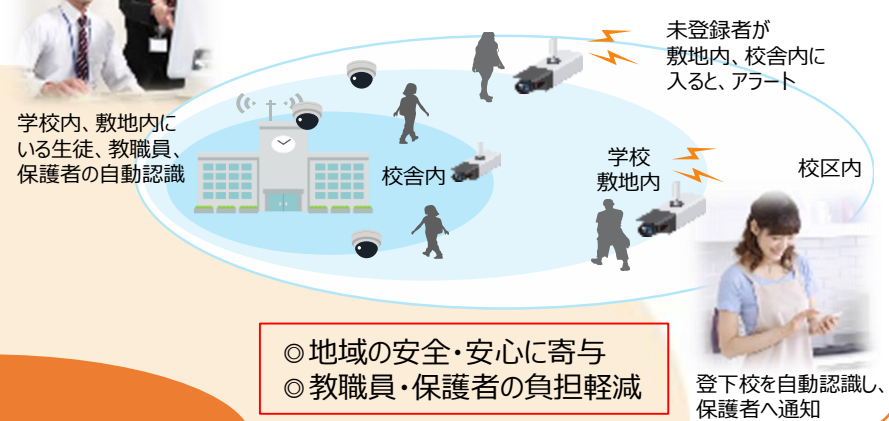 未登録者が
敷地内、校舎内に
入ると、アラート
学校内、敷地内に
いる生徒、教職員、
保護者の自動認識
校舎内
学校
敷地内
校区内
◎地域の安全・安心に寄与
◎教職員・保護者の負担軽減
登下校を自動認識し、
保護者へ通知